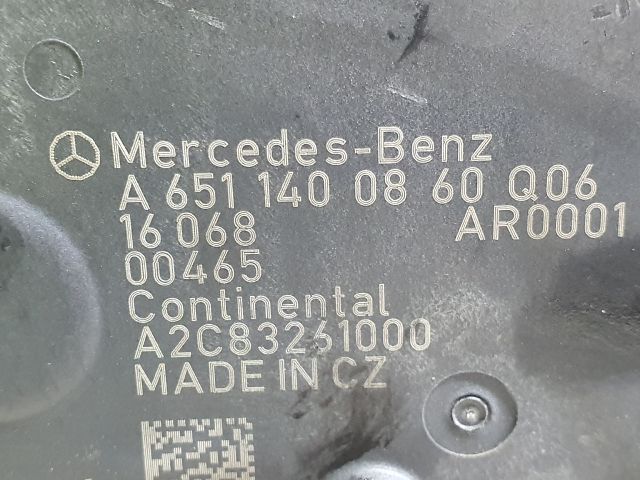 Mercedes-Benz
A 651 140 08 60 Q06
16 068 AR0001
00465
Continental
A2C83261000
MADE IN CZ